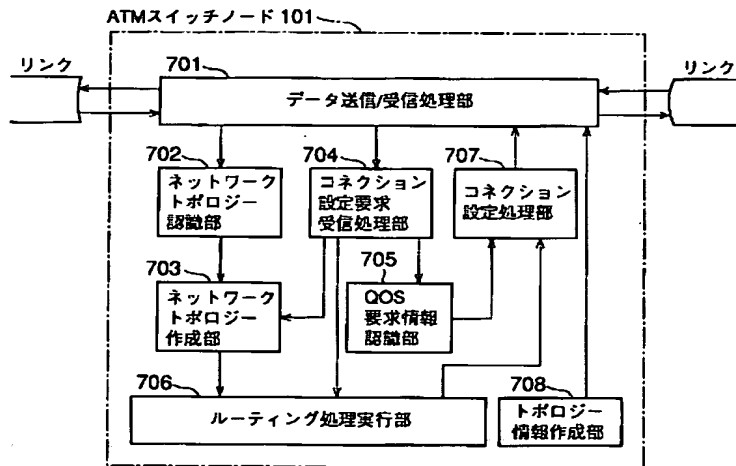 ATMスイッチノード 101
リンク
701
リンク
データ送信/受信処理部
702
704
707
ネットワーク
トポロジー
認識部
コネクション
設定要求
受信処理部
コネクション
設定処理部
703
705
ネットワーク
トポロジー
作成部
QOS
要求情報
認識部
706
708
ルーティング処理実行部
トポロジー
情報作成部